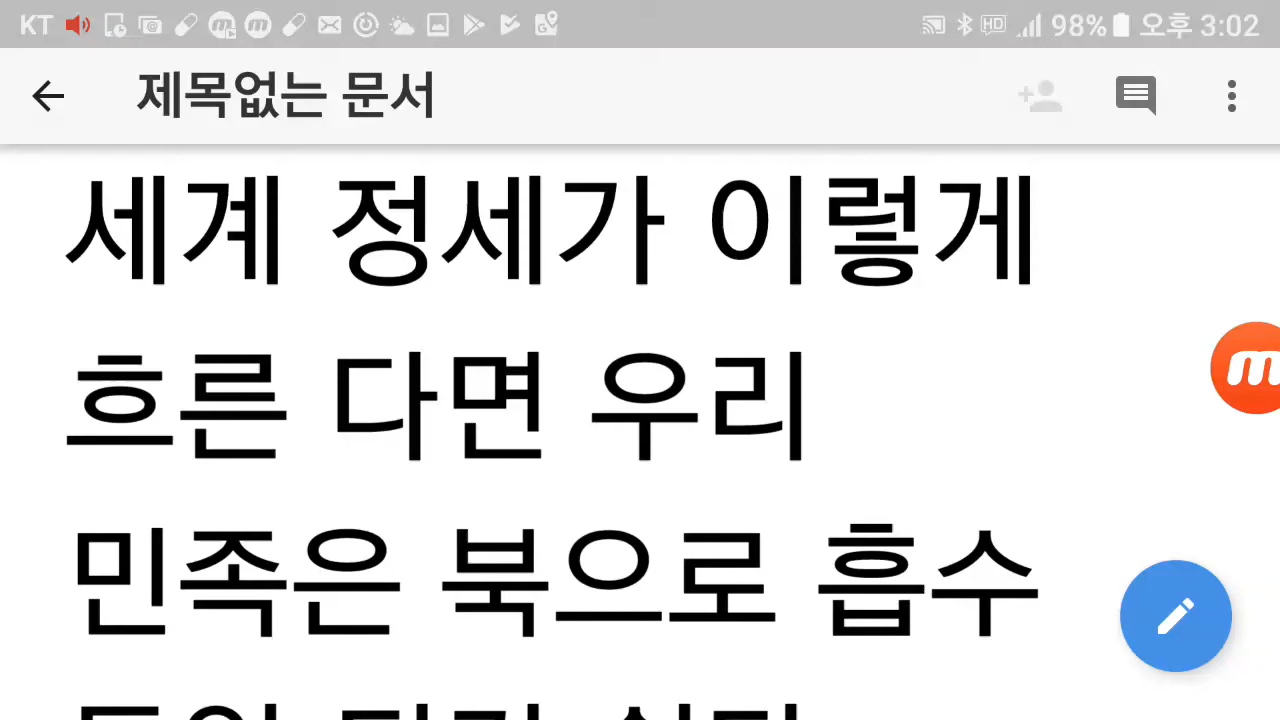 KT HD 98% 오후 3:02
제목없는 문서
세계 정세가 이렇게
흐른 다면 우리
민족은 북으로 흡수